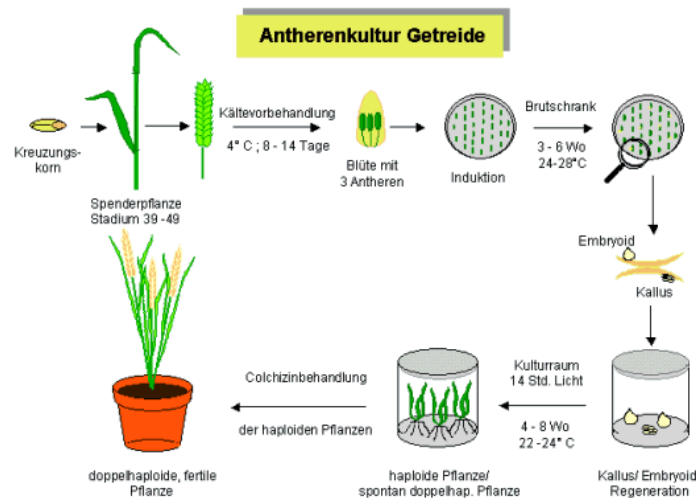 Antherenkultur Getreide
Kreuzungs-
korn
Spenderpflanze
Stadium 39 -49
Kältevorbehandlung
4° C ; 8 - 14 Tage
Blüte mit
3 Antheren
Induktion
Brutschrank
3 - 6 Wo
24-28°C
Embryoid
Kallus
Kallus/ Embryoid
Regeneration
Kulturraum
14 Std. Licht
4 - 8 Wo
22 -24° C
haploide Pflanze/
spontan doppelhap. Pflanze
Colchizinbehandlung
der haploiden Pflanzen
doppelhaploide, fertile
Pflanze